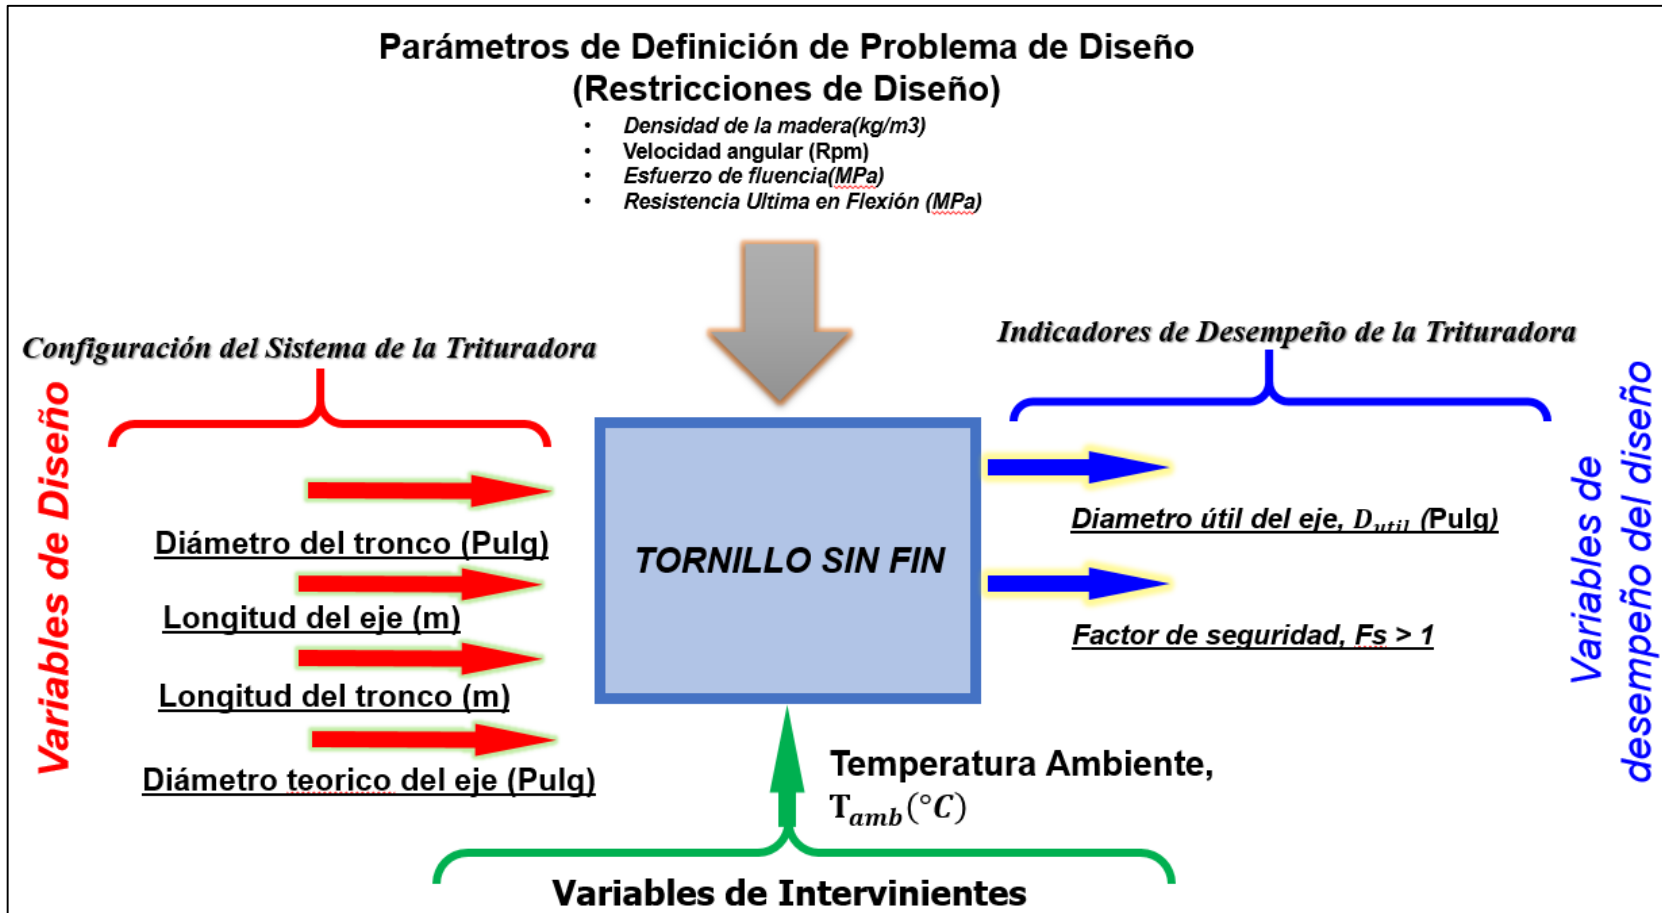 Parámetros de Definición de Problema de Diseño
(Restricciones de Diseño)
• Densidad de la madera(kg/m3)
• Velocidad angular (Rpm)
• Esfuerzo de fluencia(MPa)
• Resistencia Ultima en Flexión (MPa)
Configuración del Sistema de la Trituradora
Variables de Diseño
Diámetro del tronco (Pulg)
Longitud del eje (m)
Longitud del tronco (m)
Diámetro teorico del eje (Pulg)
TORNILLO SIN FIN
Indicadores de Desempeño de la Trituradora
Diametro útil del eje, D_util (Pulg)
Factor de seguridad, Fs > 1
Variables de
desempeño del diseño
Temperatura Ambiente,
T_amb(°C)
Variables de Intervinientes